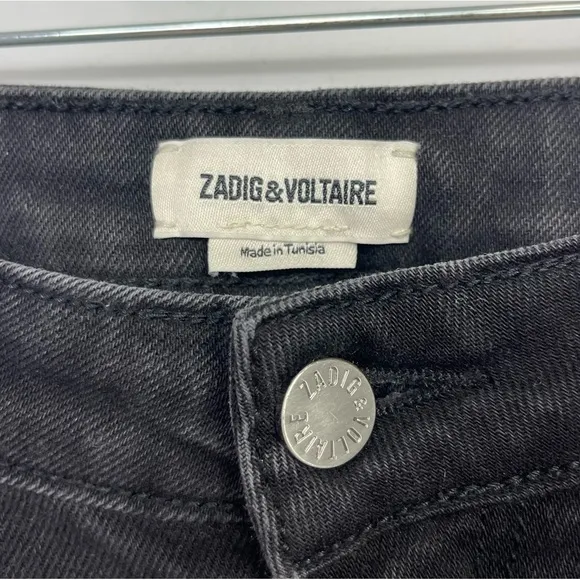 ZADIG&VOLTAIRE
Made in Tunisia
ZADIG & VOLTAIRE